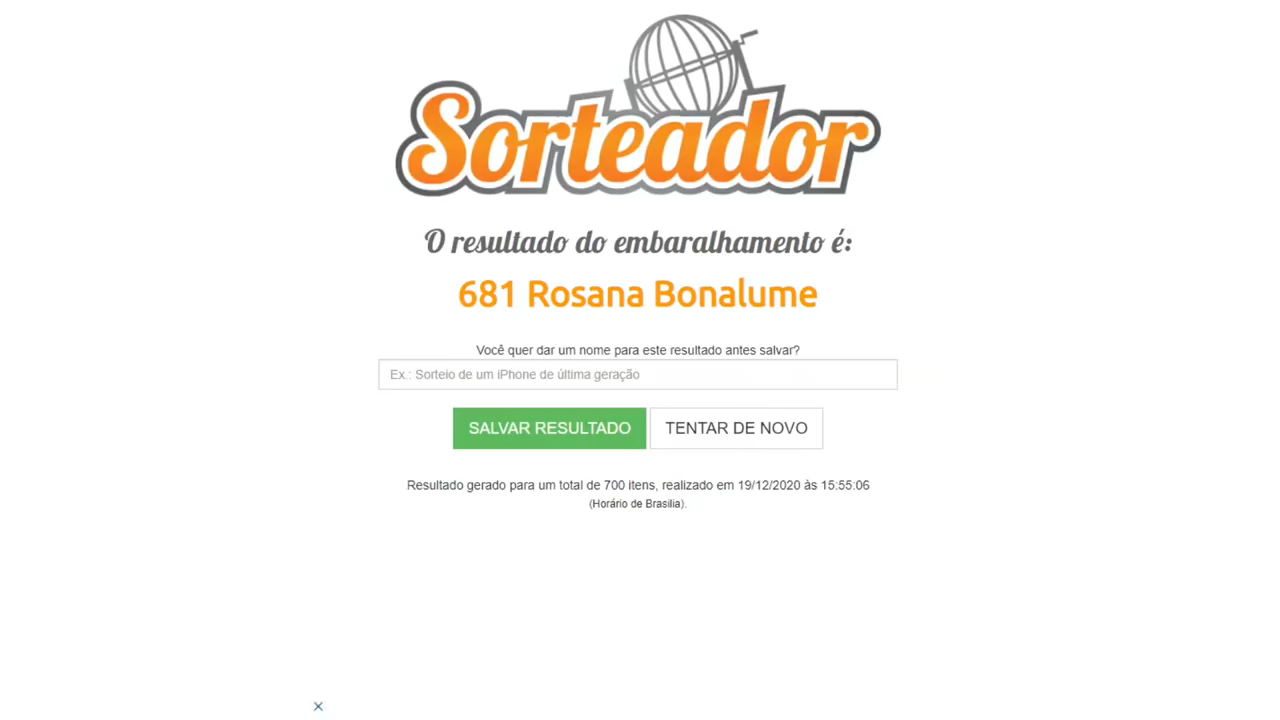 Sorteador
O resultado do embaralhamento é:
681 Rosana Bonalume
Você quer dar um nome para este resultado antes salvar?
Ex.: Sorteio de um iPhone de última geração
SALVAR RESULTADO
TENTAR DE NOVO
Resultado gerado para um total de 700 itens, realizado em 19/12/2020 às 15:55:06
(Horário de Brasilia).